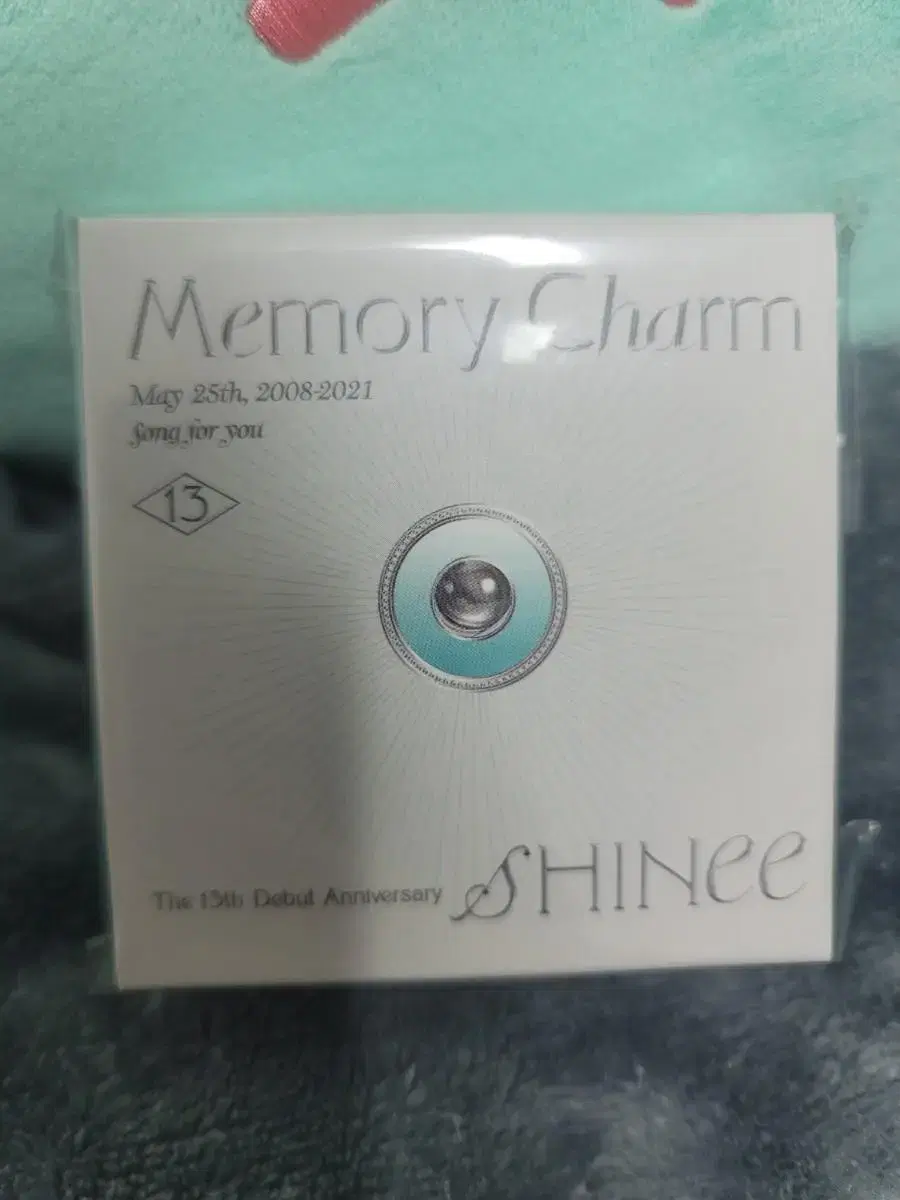 Memory Charm
May 25th, 2008-2021
Song for you
13
The 13th Debut Anniversary
SHINee